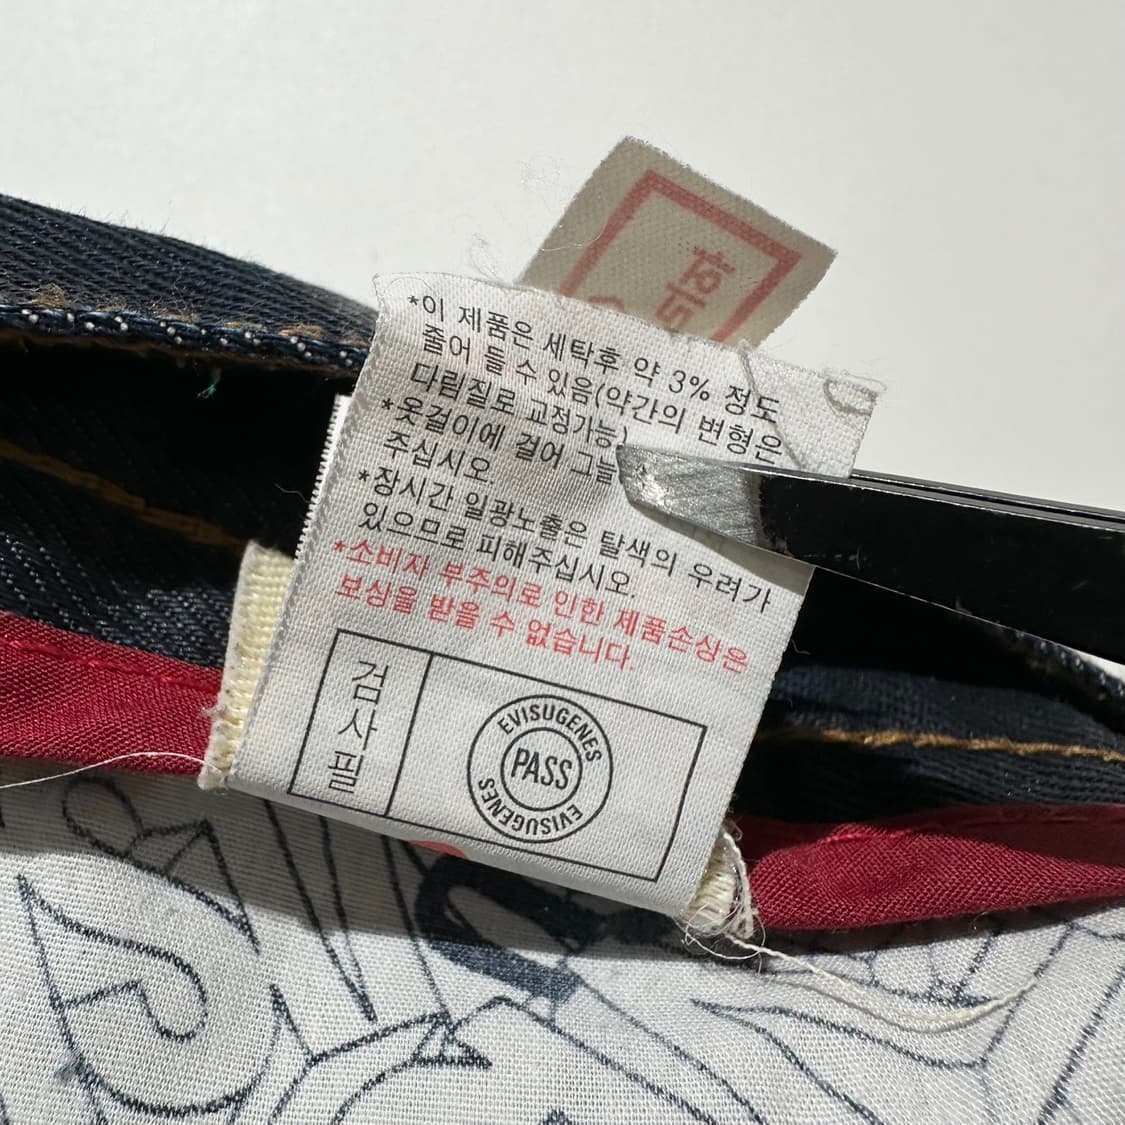 *이 제품은 세탁후 약 3% 정도
줄어 들 수 있음(약간의 변형은
다림질로 교정가능)
*옷걸이에 걸어 그늘
주십시오
*장시간 일광노출은 탈색의 우려가
있으므로 피해주십시오.
*소비자 부주의로 인한 제품손상은
보상을 받을 수 없습니다.
검사필
EVISUGENES
PASS
EVISUGENES